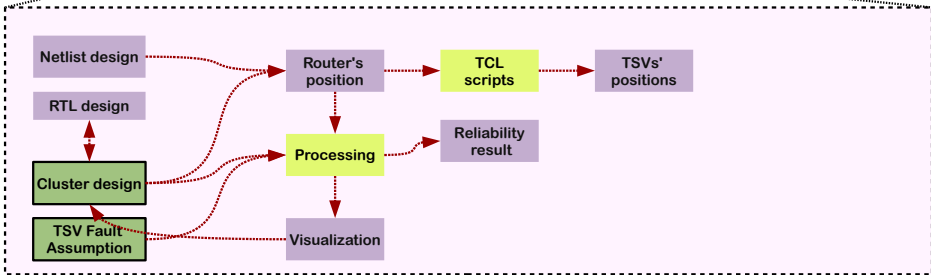 Netlist design
Router's
position
TCL
scripts
TSVs'
positions
RTL design
Processing
Reliability
result
Cluster design
TSV Fault
Assumption
Visualization